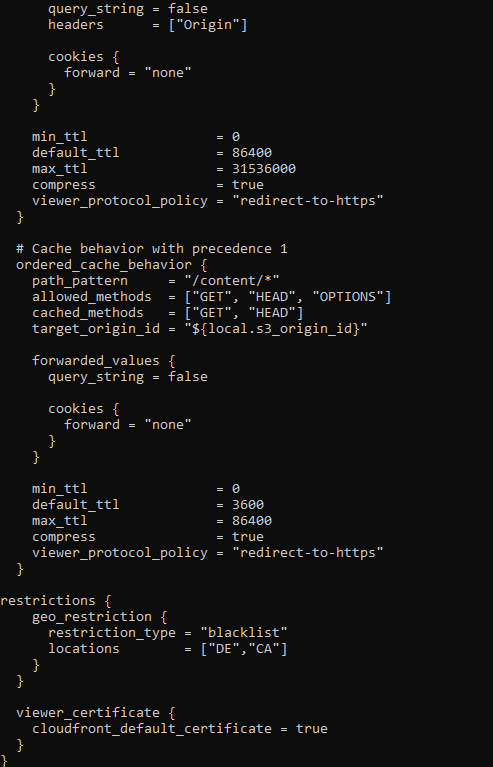 query_string = false
      headers      = ["Origin"]

      cookies {
        forward = "none"
      }
    }

    min_ttl                = 0
    default_ttl            = 86400
    max_ttl                = 31536000
    compress               = true
    viewer_protocol_policy = "redirect-to-https"
  }

  # Cache behavior with precedence 1
  ordered_cache_behavior {
    path_pattern     = "/content/*"
    allowed_methods  = ["GET", "HEAD", "OPTIONS"]
    cached_methods   = ["GET", "HEAD"]
    target_origin_id = "${local.s3_origin_id}"

    forwarded_values {
      query_string = false

      cookies {
        forward = "none"
      }
    }

    min_ttl                = 0
    default_ttl            = 3600
    max_ttl                = 86400
    compress               = true
    viewer_protocol_policy = "redirect-to-https"
  }

restrictions {
    geo_restriction {
      restriction_type = "blacklist"
      locations        = ["DE","CA"]
    }
  }

  viewer_certificate {
    cloudfront_default_certificate = true
  }
}